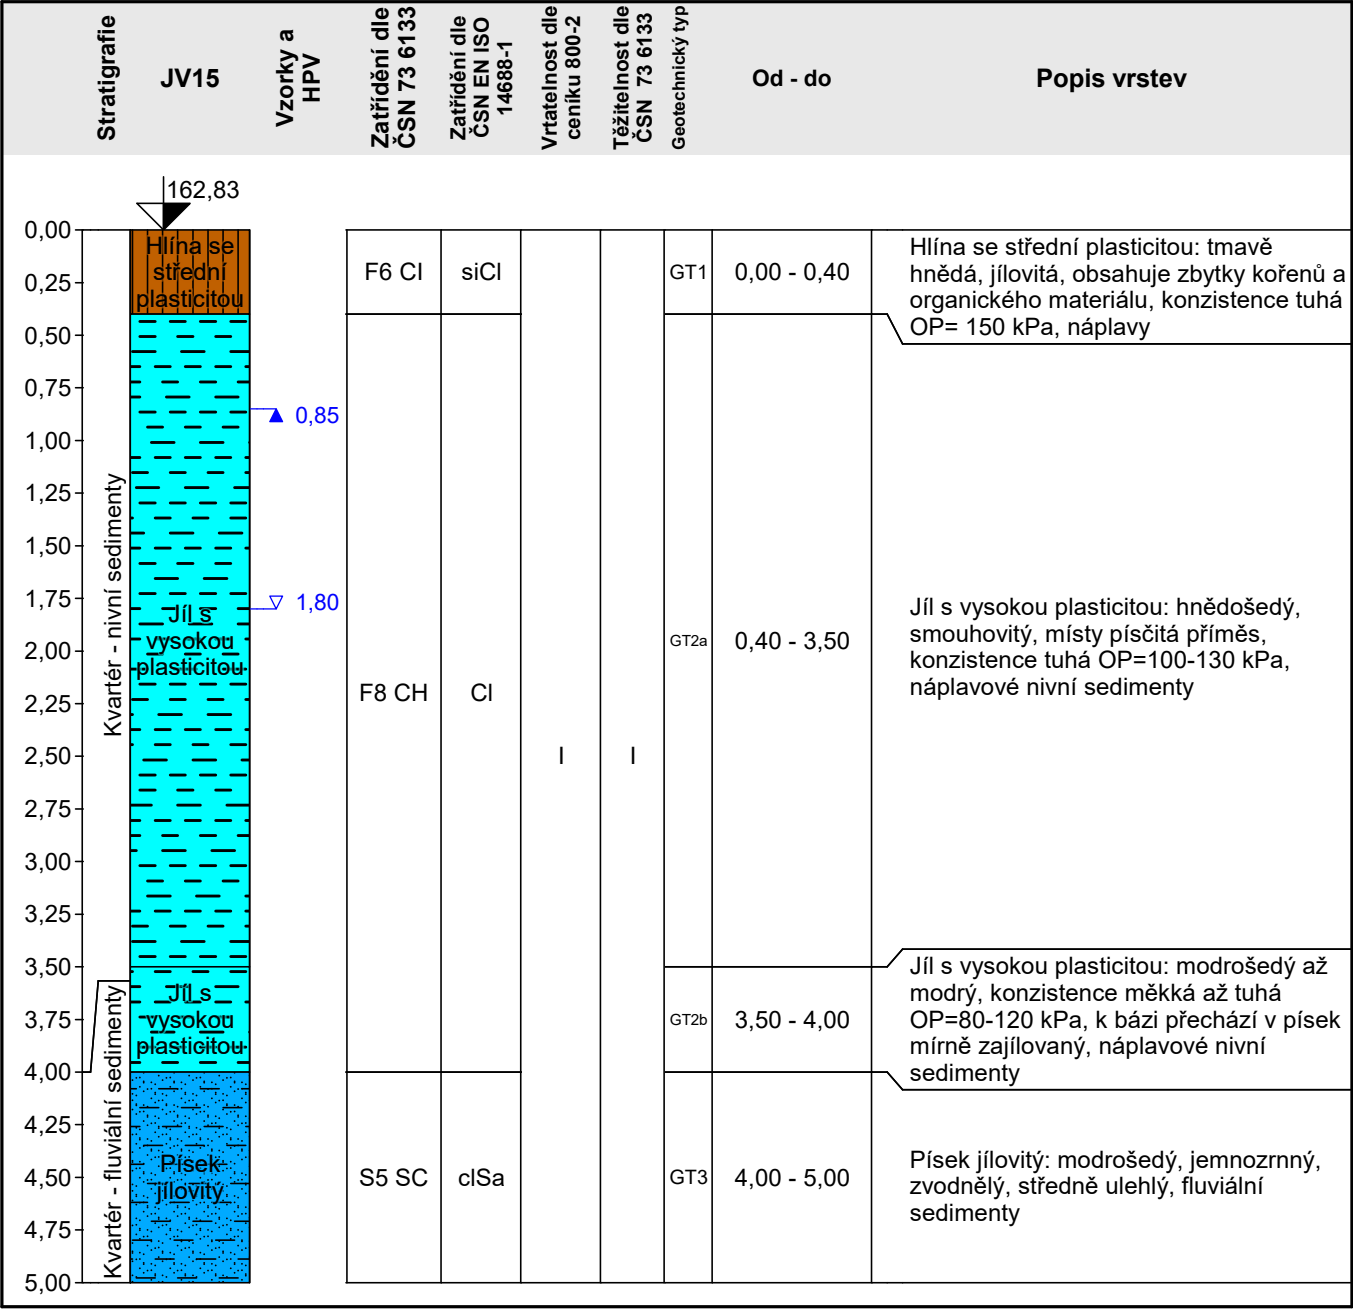 Stratigrafie
JV15
Vzorky a
HPV
Zatřídění dle
ČSN 73 6133
Zatřídění dle
ČSN EN ISO
14688-1
Vrtatelnost dle
ceníku 800-2
Těžitelnost dle
ČSN 73 6133
Geotechnický typ
Od - do
Popis vrstev
162,83
0,00
0,25
0,50
0,75
1,00
1,25
1,50
1,75
2,00
2,25
2,50
2,75
3,00
3,25
3,50
3,75
4,00
4,25
4,50
4,75
5,00
Kvartér - nivní sedimenty
Kvartér - fluviální sedimenty
Hlína se
střední
plasticitou
Jíl s
vysokou
plasticitou
Jíl s
vysokou
plasticitou
Písek
jílovitý
0,85
1,80
F6 CI
siCl
F8 CH
Cl
S5 SC
clSa
I
I
GT1
0,00 - 0,40
Hlína se střední plasticitou: tmavě
hnědá, jílovitá, obsahuje zbytky kořenů a
organického materiálu, konzistence tuhá
OP= 150 kPa, náplavy
GT2a
0,40 - 3,50
Jíl s vysokou plasticitou: hnědošedý,
smouhovitý, místy písčitá příměs,
konzistence tuhá OP=100-130 kPa,
náplavové nivní sedimenty
GT2b
3,50 - 4,00
Jíl s vysokou plasticitou: modrošedý až
modrý, konzistence měkká až tuhá
OP=80-120 kPa, k bázi přechází v písek
mírně zajílovaný, náplavové nivní
sedimenty
GT3
4,00 - 5,00
Písek jílovitý: modrošedý, jemnozrnný,
zvodnělý, středně ulehlý, fluviální
sedimenty